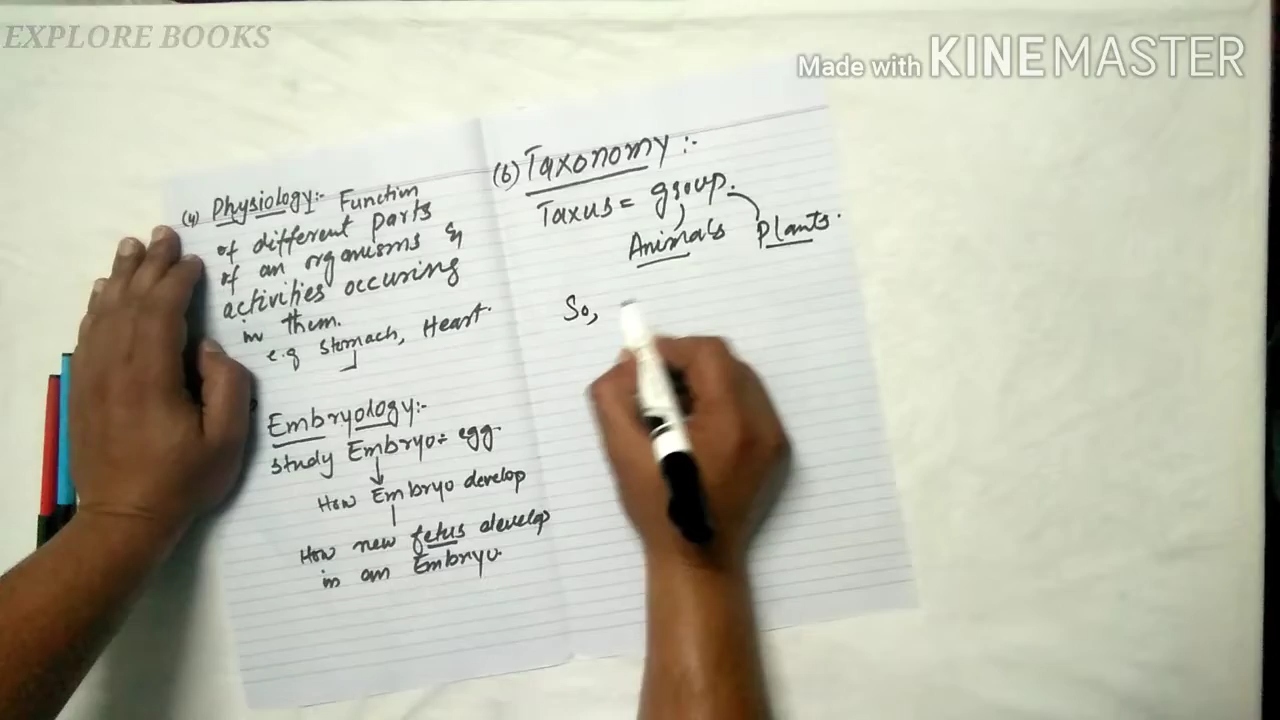 EXPLORE BOOKS
Made with KINEMASTER
(4) Physiology:- Function
of different parts
of an organisms &
activities occuring
in them.
e.g stomach, Heart.
Embryology:-
study Embryo ÷ egg.
How Embryo develop
How new fetus develop
in an Embryo.
(6) Taxonomy :-
Taxus = group.
Animals Plants.
So,